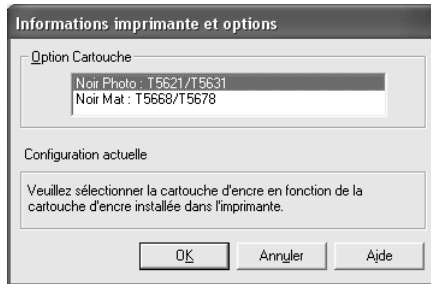 Informations imprimante et options
Option Cartouche
Noir Photo : T5621/T5631
Noir Mat : T5668/T5678
Configuration actuelle
Veuillez sélectionner la cartouche d'encre en fonction de la
cartouche d'encre installée dans l'imprimante.
OK Annuler Aide